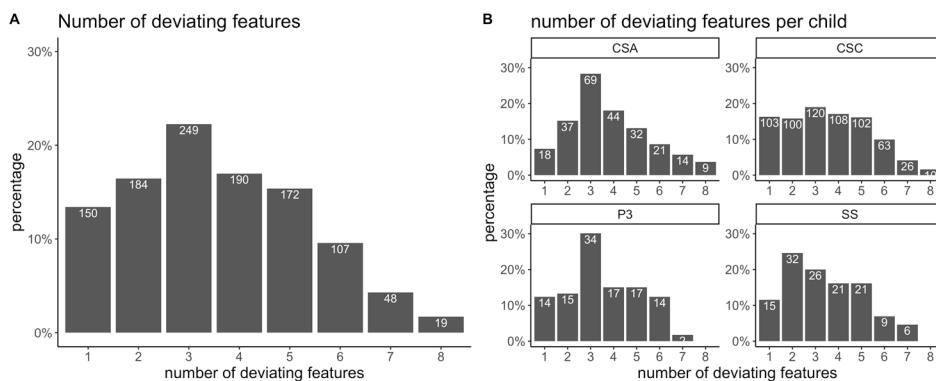 A
Number of deviating features
30%
20%
10%
0%
percentage
150
184
249
190
172
107
48
19
1 2 3 4 5 6 7 8
number of deviating features
B
number of deviating features per child
percentage
CSA
30%
20%
10%
0%
18 37 69 44 32 21 14 9
1 2 3 4 5 6 7 8
CSC
30%
20%
10%
0%
103 100 120 108 102 63 26 10
1 2 3 4 5 6 7 8
P3
30%
20%
10%
0%
14 15 34 17 17 14 2
1 2 3 4 5 6 7 8
SS
30%
20%
10%
0%
15 32 26 21 21 9 6
1 2 3 4 5 6 7 8
number of deviating features